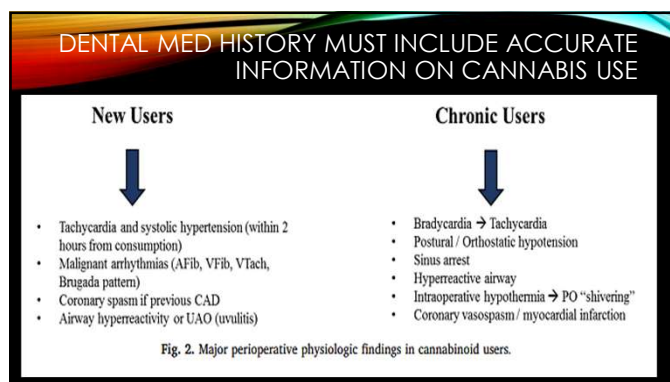 DENTAL MED HISTORY MUST INCLUDE ACCURATE
INFORMATION ON CANNABIS USE
New Users
• Tachycardia and systolic hypertension (within 2
hours from consumption)
• Malignant arrhythmias (AFib, VFib, VTach,
Brugada pattern)
• Coronary spasm if previous CAD
• Airway hyperreactivity or UAO (uvulitis)
Chronic Users
• Bradycardia → Tachycardia
• Postural / Orthostatic hypotension
• Sinus arrest
• Hyperreactive airway
• Intraoperative hypothermia → PO “shivering”
• Coronary vasospasm / myocardial infarction
Fig. 2. Major perioperative physiologic findings in cannabinoid users.